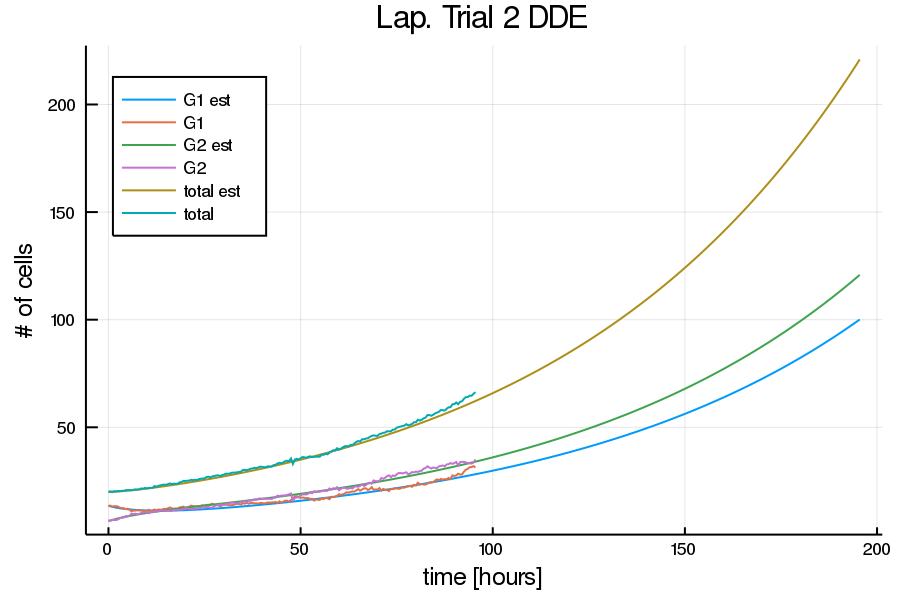 Lap. Trial 2 DDE
# of cells
200
150
100
50
G1 est
G1
G2 est
G2
total est
total
0
50
100
150
200
time [hours]